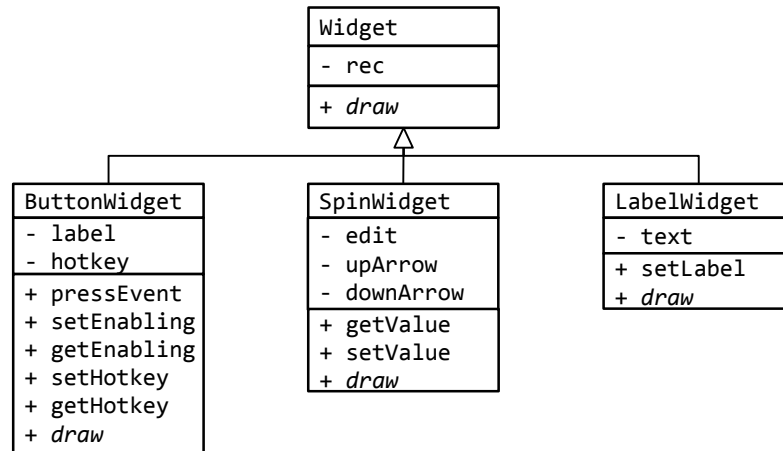 Widget
- rec
+ draw
ButtonWidget
- label
- hotkey
+ pressEvent
+ setEnabling
+ getEnabling
+ setHotkey
+ getHotkey
+ draw
SpinWidget
- edit
- upArrow
- downArrow
+ getValue
+ setValue
+ draw
LabelWidget
- text
+ setLabel
+ draw